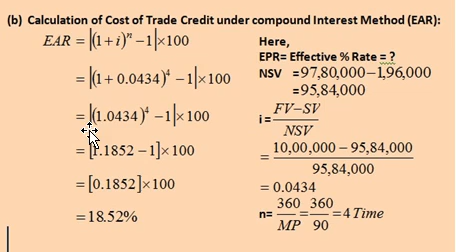 (b) Calculation of Cost of Trade Credit under compound Interest Method (EAR):
EAR = |(1+i)ⁿ −1|×100
= |(1+0.0434)⁴ −1|×100
= |(1.0434)⁴ −1|×100
= [1.1852 −1]×100
= [0.1852]×100
= 18.52%
Here,
EPR= Effective % Rate = ?
NSV =97,80,000−1,96,000
=95,84,000
i= FV−SV / NSV
= 10,00,000−95,84,000 / 95,84,000
= 0.0434
n= 360 / MP = 360 / 90 = 4 Time